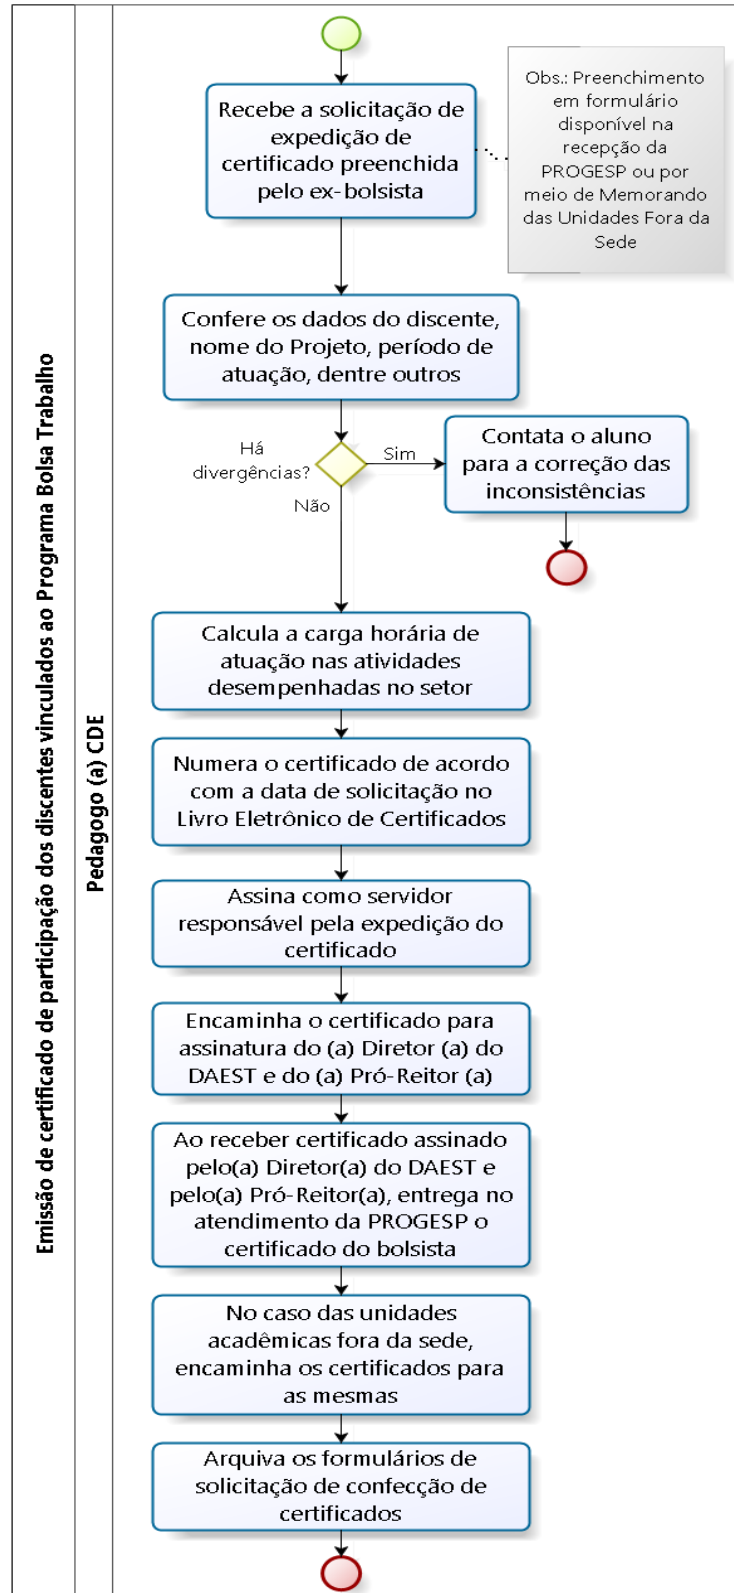 Emissão de certificado de participação dos discentes vinculados ao Programa Bolsa Trabalho
Pedagogo (a) CDE
Recebe a solicitação de
expedição de
certificado preenchida
pelo ex-bolsista
Obs.: Preenchimento
em formulário
disponível na
recepção da
PROGESP ou por
meio de Memorando
das Unidades Fora da
Sede
Confere os dados do discente,
nome do Projeto, período de
atuação, dentre outros
Há
divergências?
Sim
Não
Contata o aluno
para a correção das
inconsistências
Calcula a carga horária de
atuação nas atividades
desempenhadas no setor
Numera o certificado de acordo
com a data de solicitação no
Livro Eletrônico de Certificados
Assina como servidor
responsável pela expedição do
certificado
Encaminha o certificado para
assinatura do (a) Diretor (a) do
DAEST e do (a) Pró-Reitor (a)
Ao receber certificado assinado
pelo(a) Diretor(a) do DAEST e
pelo(a) Pró-Reitor(a), entrega no
atendimento da PROGESP o
certificado do bolsista
No caso das unidades
acadêmicas fora da sede,
encaminha os certificados para
as mesmas
Arquiva os formulários de
solicitação de confecção de
certificados